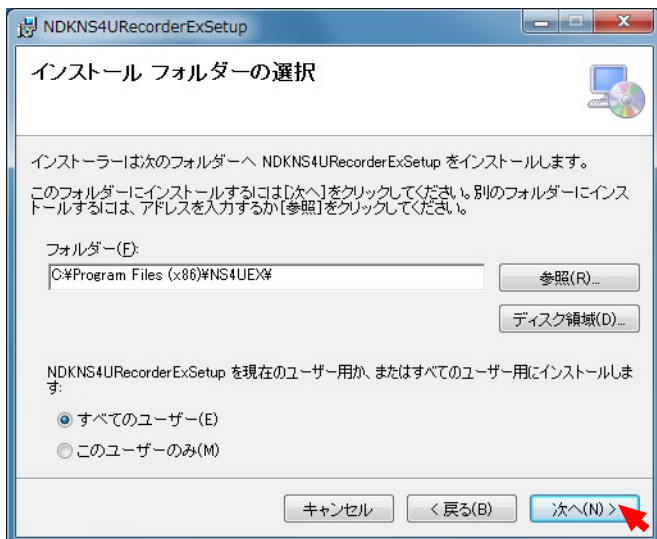 NDKNS4URecorderExSetup
インストール フォルダーの選択
インストーラーは次のフォルダーへ NDKNS4URecorderExSetup をインストールします。
このフォルダーにインストールするには[次へ]をクリックしてください。別のフォルダーにインス
トールするには、アドレスを入力するか[参照]をクリックしてください。
フォルダー(F):
C:¥Program Files (x86)¥NS4UEX¥
参照(R)...
ディスク領域(D)...
NDKNS4URecorderExSetup を現在のユーザー用か、またはすべてのユーザー用にインストールしま
す:
すべてのユーザー(E)
このユーザーのみ(M)
キャンセル
< 戻る(B)
次へ(N) >